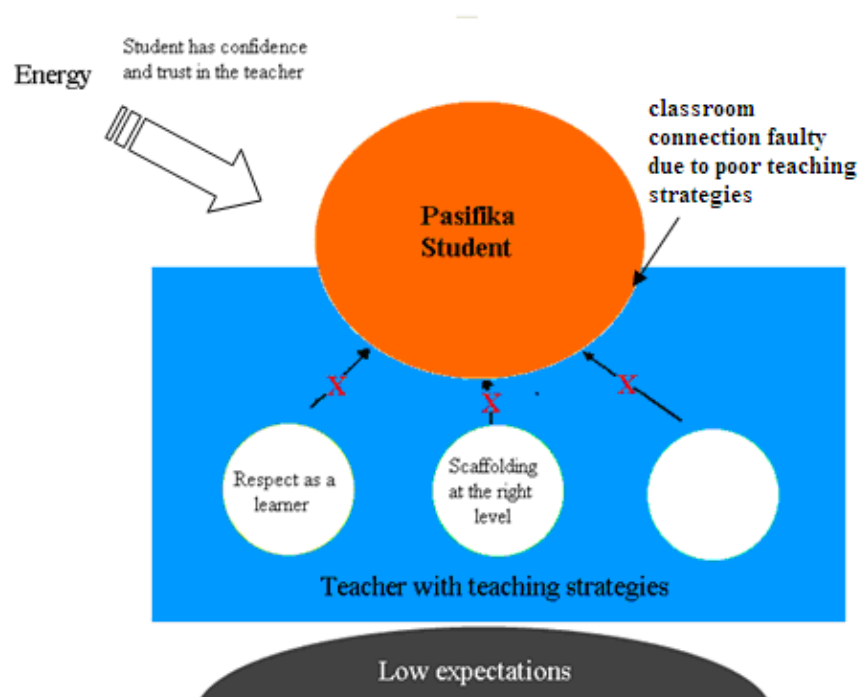 Energy
Student has confidence
and trust in the teacher
classroom
connection faulty
due to poor teaching
strategies
Pasifika
Student
X
X
X
Respect as a
learner
Scaffolding
at the right
level
Teacher with teaching strategies
Low expectations